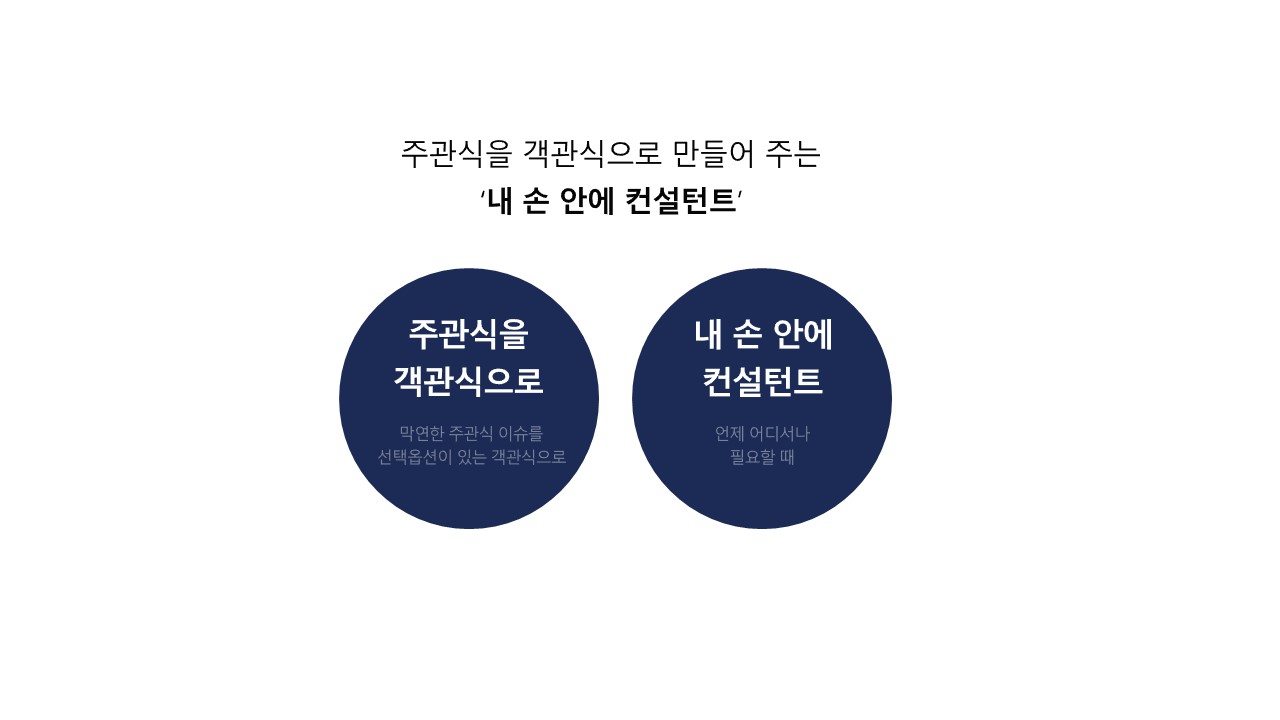 주관식을 객관식으로 만들어 주는
‘내 손 안에 컨설턴트’
주관식을
객관식으로
막연한 주관식 이슈를
선택옵션이 있는 객관식으로
내 손 안에
컨설턴트
언제 어디서나
필요할 때